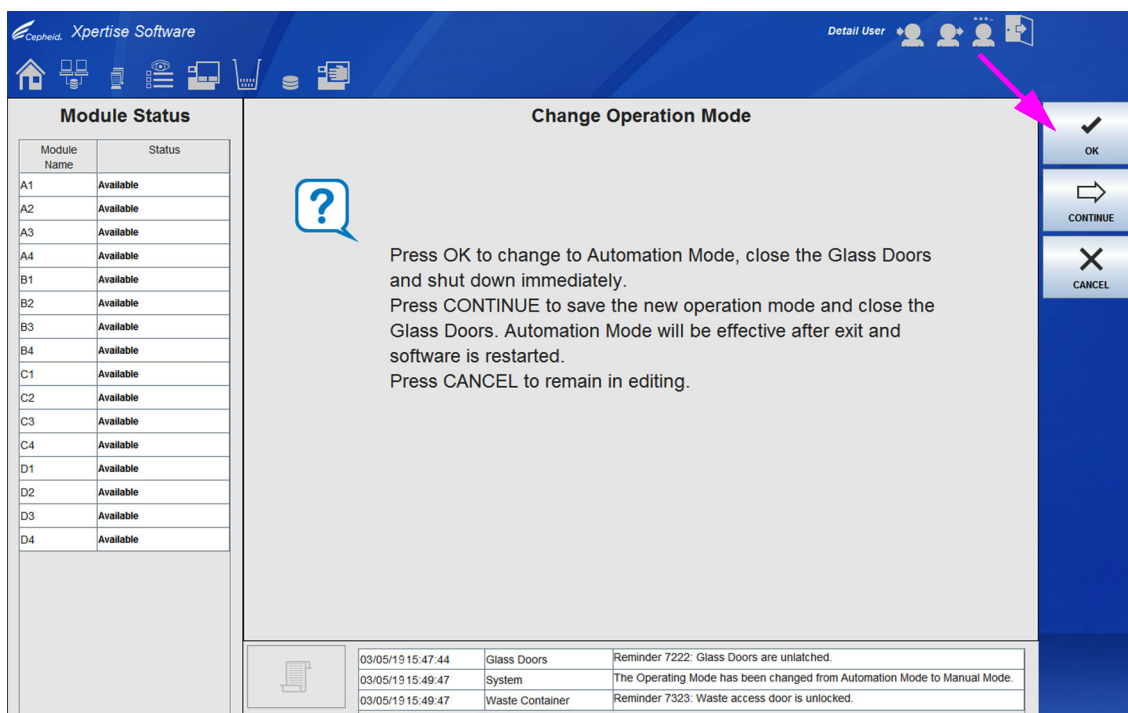 Cepheid. Xpertise Software
Detail User
Module Status
Change Operation Mode
Module Name Status
A1 Available
A2 Available
A3 Available
A4 Available
B1 Available
B2 Available
B3 Available
B4 Available
C1 Available
C2 Available
C3 Available
C4 Available
D1 Available
D2 Available
D3 Available
D4 Available
?
Press OK to change to Automation Mode, close the Glass Doors
and shut down immediately.
Press CONTINUE to save the new operation mode and close the
Glass Doors. Automation Mode will be effective after exit and
software is restarted.
Press CANCEL to remain in editing.
OK
CONTINUE
CANCEL
03/05/19 15:47:44 Glass Doors Reminder 7222: Glass Doors are unlatched.
03/05/19 15:49:47 System The Operating Mode has been changed from Automation Mode to Manual Mode.
03/05/19 15:49:47 Waste Container Reminder 7323: Waste access door is unlocked.